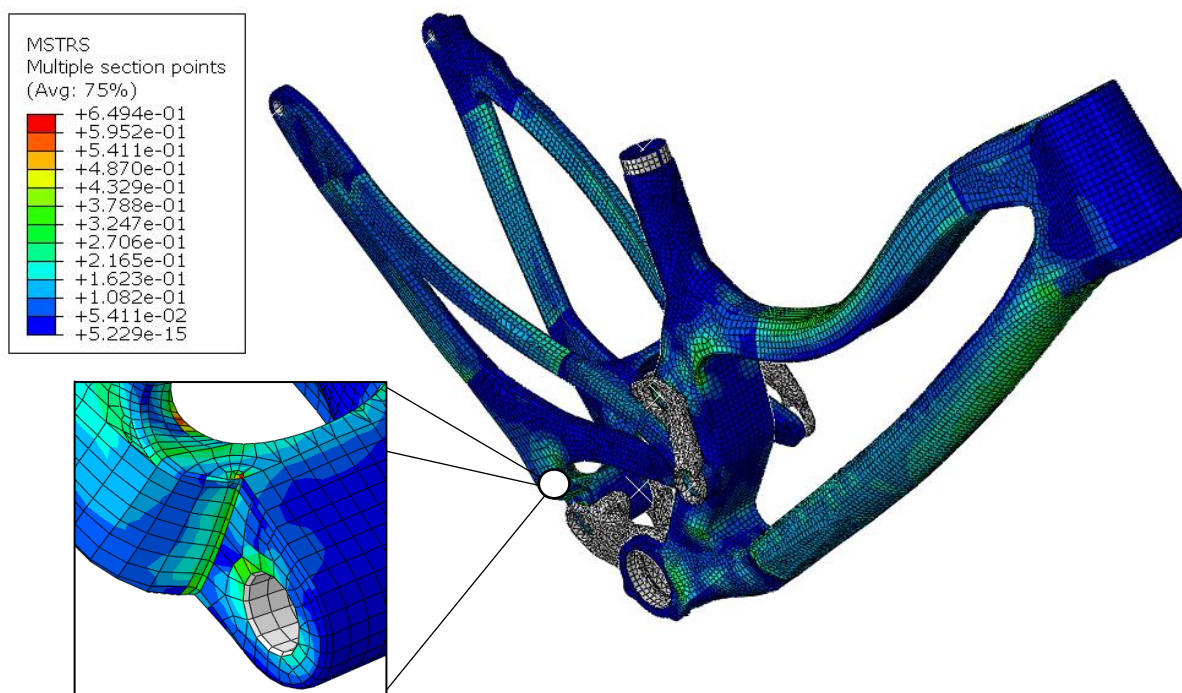 MSTRS
Multiple section points
(Avg: 75%)
+6.494e-01
+5.952e-01
+5.411e-01
+4.870e-01
+4.329e-01
+3.788e-01
+3.247e-01
+2.706e-01
+2.165e-01
+1.623e-01
+1.082e-01
+5.411e-02
+5.229e-15